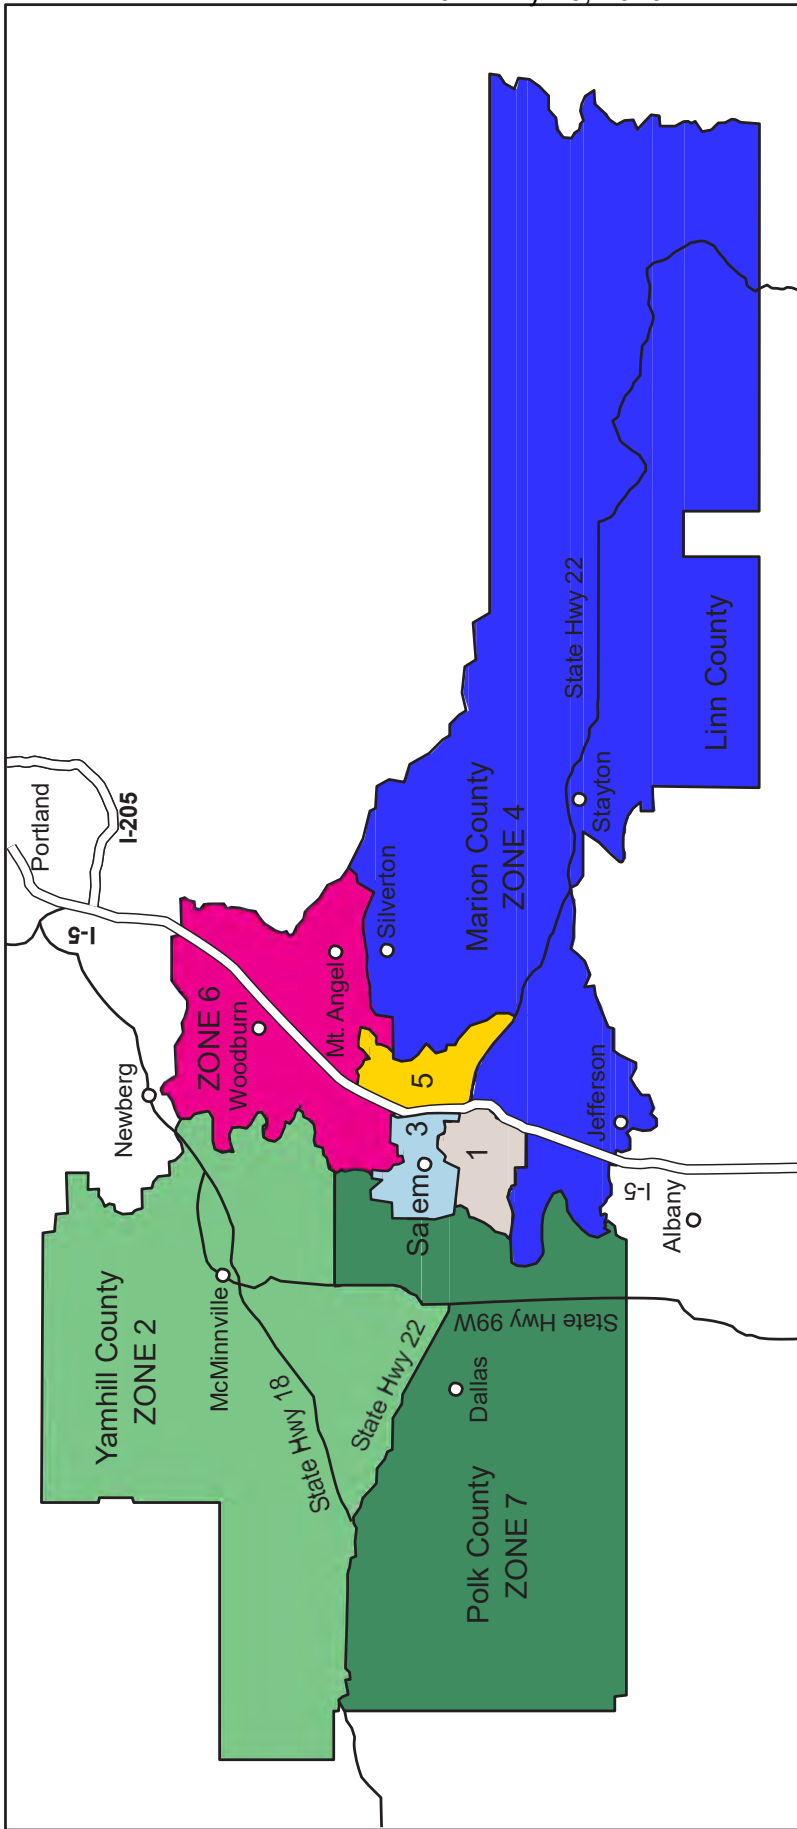 Portland
I-205
I-5
Newberg
ZONE 6
Woodburn
Mt. Angel
Silverton
Yamhill County
ZONE 2
McMinnville
State Hwy 18
State Hwy 22
Marion County
ZONE 4
State Hwy 22
Stayton
Linn County
5
3
Salem
1
Jefferson
I-5
Albany
State Hwy 99W
Dallas
Polk County
ZONE 7